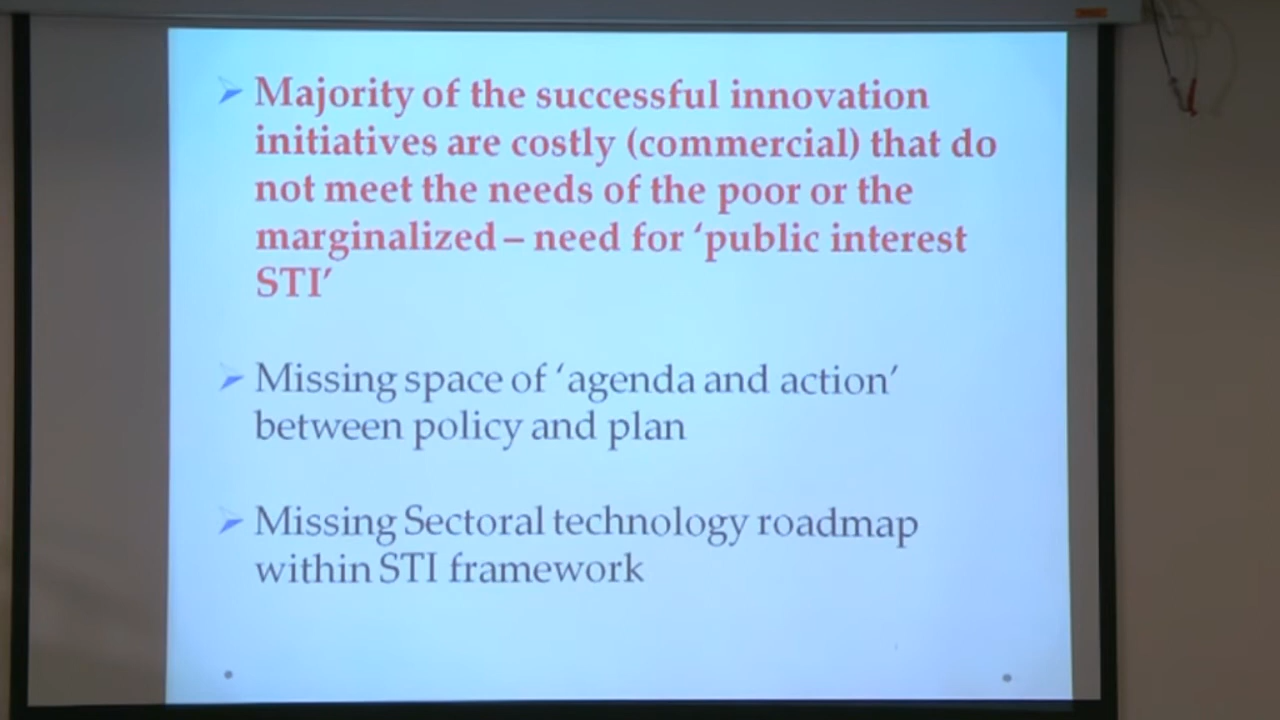 Majority of the successful innovation
initiatives are costly (commercial) that do
not meet the needs of the poor or the
marginalized – need for ‘public interest
STI’
Missing space of ‘agenda and action’
between policy and plan
Missing Sectoral technology roadmap
within STI framework